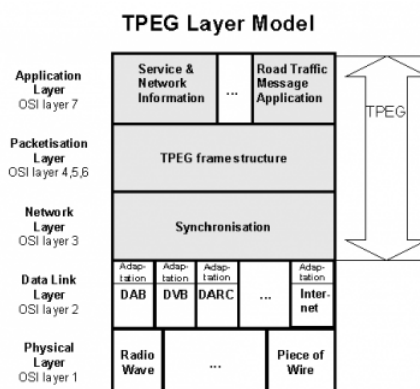 TPEG Layer Model
Application
Layer
OSI layer 7
Service &
Network
Information
...
Road Traffic
Message
Application
TPEG
Packetisation
Layer
OSI layer 4,5,6
TPEG frame structure
Network
Layer
OSI layer 3
Synchronisation
Data Link
Layer
OSI layer 2
Adap-
tation
DAB
Adap-
tation
DVB
Adap-
tation
DARC
...
Adap-
tation
Inter-
net
Physical
Layer
OSI layer 1
Radio
Wave
...
Piece of
Wire